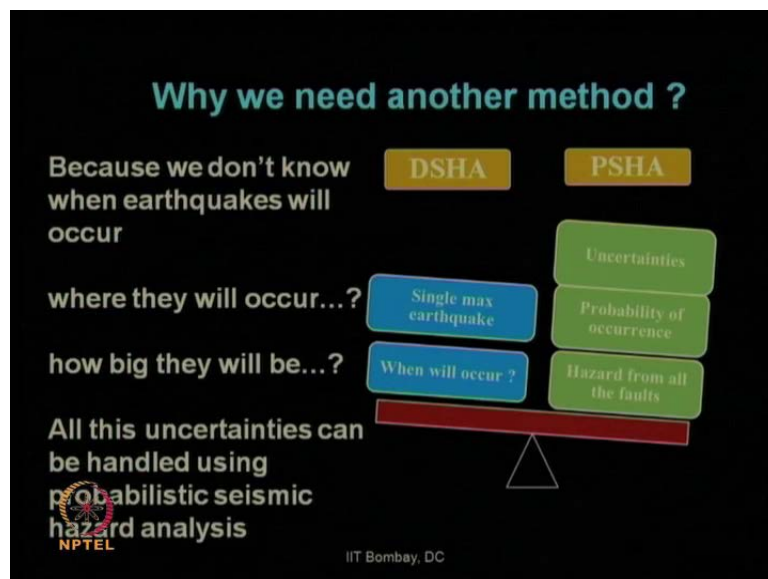 Why we need another method ?
Because we don't know
when earthquakes will
occur
where they will occur...?
how big they will be...?
All this uncertainties can
be handled using
probabilistic seismic
hazard analysis
DSHA
PSHA
Single max
earthquake
When will occur ?
Uncertainties
Probability of
occurrence
Hazard from all
the faults
NPTEL
IIT Bombay, DC